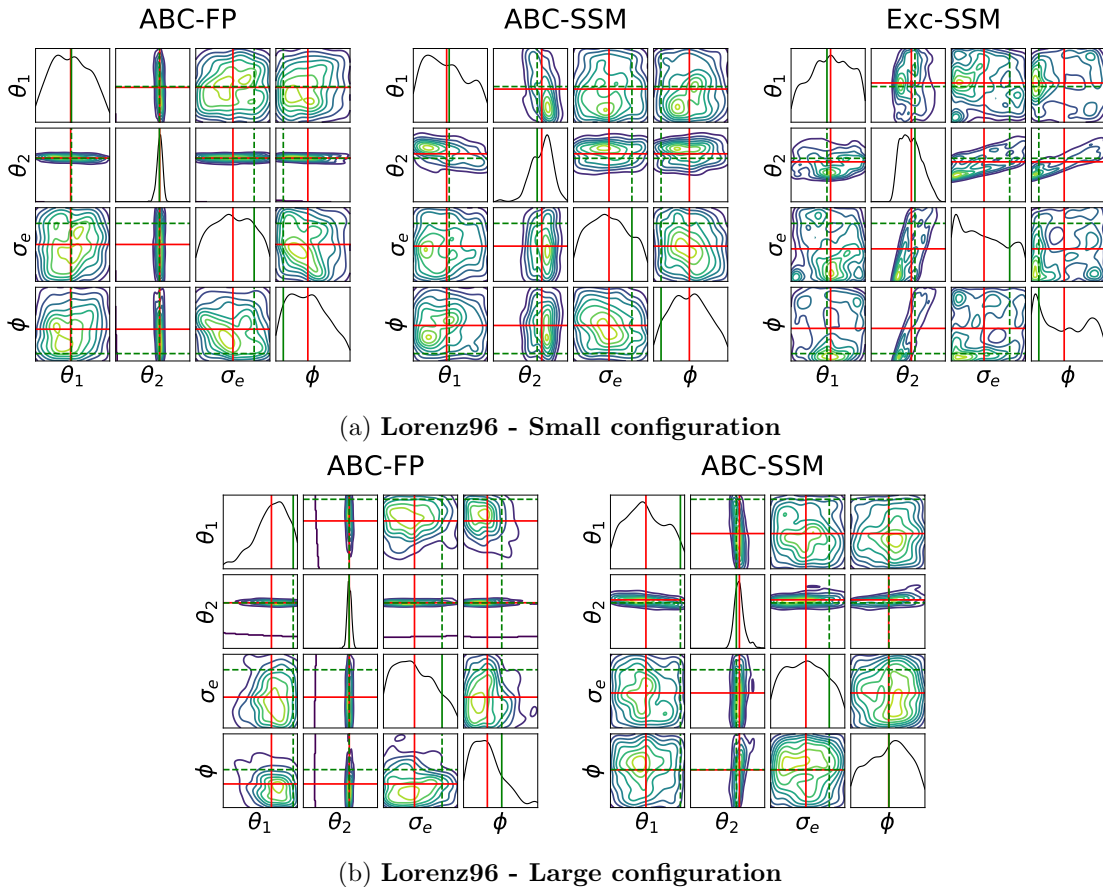 ABC-FP ABC-SSM Exc-SSM
θ₁ θ₁ θ₁
θ₂ θ₂ θ₂
σₑ σₑ σₑ
ϕ ϕ ϕ
θ₁ θ₂ σₑ ϕ θ₁ θ₂ σₑ ϕ θ₁ θ₂ σₑ ϕ
(a) Lorenz96 - Small configuration
ABC-FP ABC-SSM
θ₁ θ₁
θ₂ θ₂
σₑ σₑ
ϕ ϕ
θ₁ θ₂ σₑ ϕ θ₁ θ₂ σₑ ϕ
(b) Lorenz96 - Large configuration